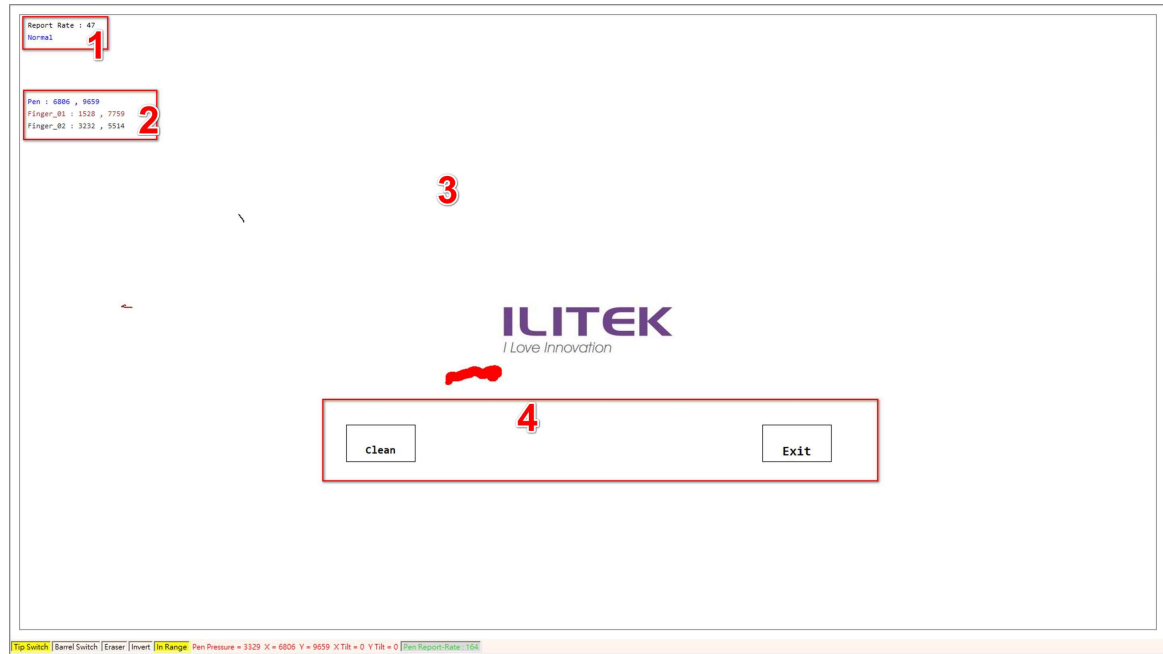 Report Rate : 47
Normal
1
Pen : 6806 , 9659
Finger_01 : 1528 , 7759
Finger_02 : 3232 , 5514
2
3
ILITEK
I Love Innovation
4
Clean
Exit
Tip Switch Barrel Switch Eraser Invert In Range Pen Pressure = 3329 X = 6806 Y = 9659 X Tilt = 0 Y Tilt = 0 Pen Report-Rate : 164